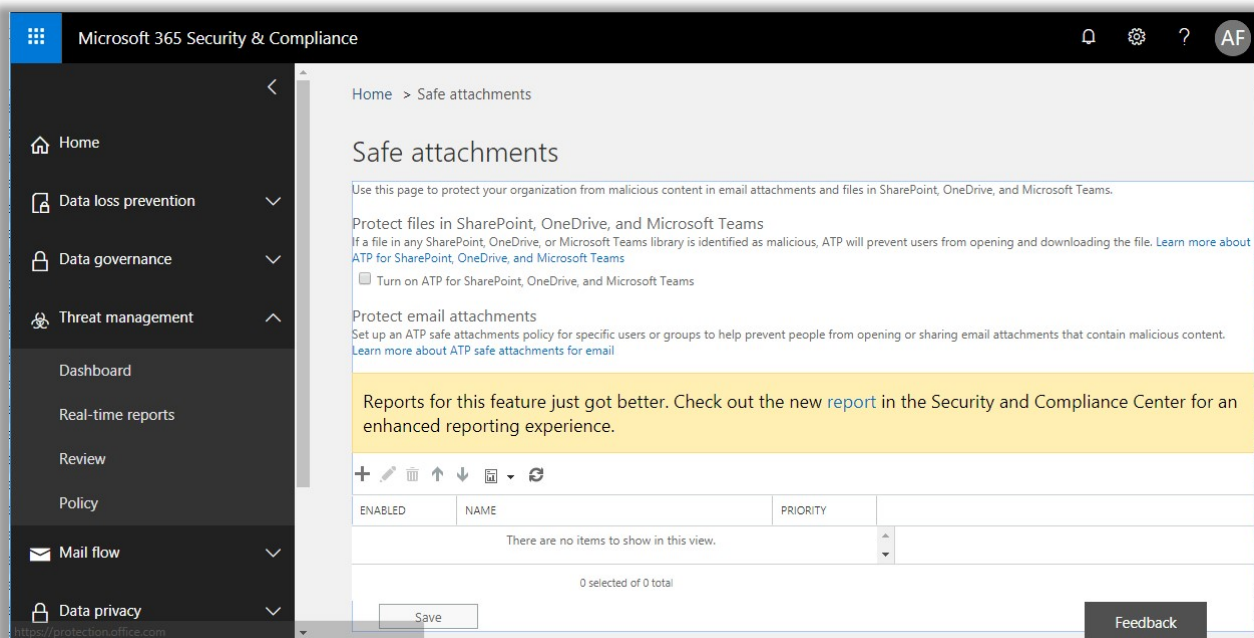 Microsoft 365 Security & Compliance
?
AF
Home
Data loss prevention
Data governance
Threat management
Dashboard
Real-time reports
Review
Policy
Mail flow
Data privacy
https://protection.office.com
Home > Safe attachments
Safe attachments
Use this page to protect your organization from malicious content in email attachments and files in SharePoint, OneDrive, and Microsoft Teams.
Protect files in SharePoint, OneDrive, and Microsoft Teams
If a file in any SharePoint, OneDrive, or Microsoft Teams library is identified as malicious, ATP will prevent users from opening and downloading the file. Learn more about
ATP for SharePoint, OneDrive, and Microsoft Teams
Turn on ATP for SharePoint, OneDrive, and Microsoft Teams
Protect email attachments
Set up an ATP safe attachments policy for specific users or groups to help prevent people from opening or sharing email attachments that contain malicious content.
Learn more about ATP safe attachments for email
Reports for this feature just got better. Check out the new report in the Security and Compliance Center for an
enhanced reporting experience.
ENABLED NAME PRIORITY
There are no items to show in this view.
0 selected of 0 total
Save
Feedback